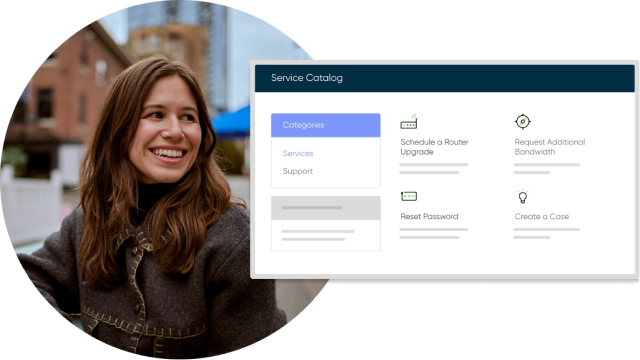 Service Catalog
Categories
Services
Support
Schedule a Router
Upgrade
Request Additional
Bandwidth
Reset Password
Create a Case